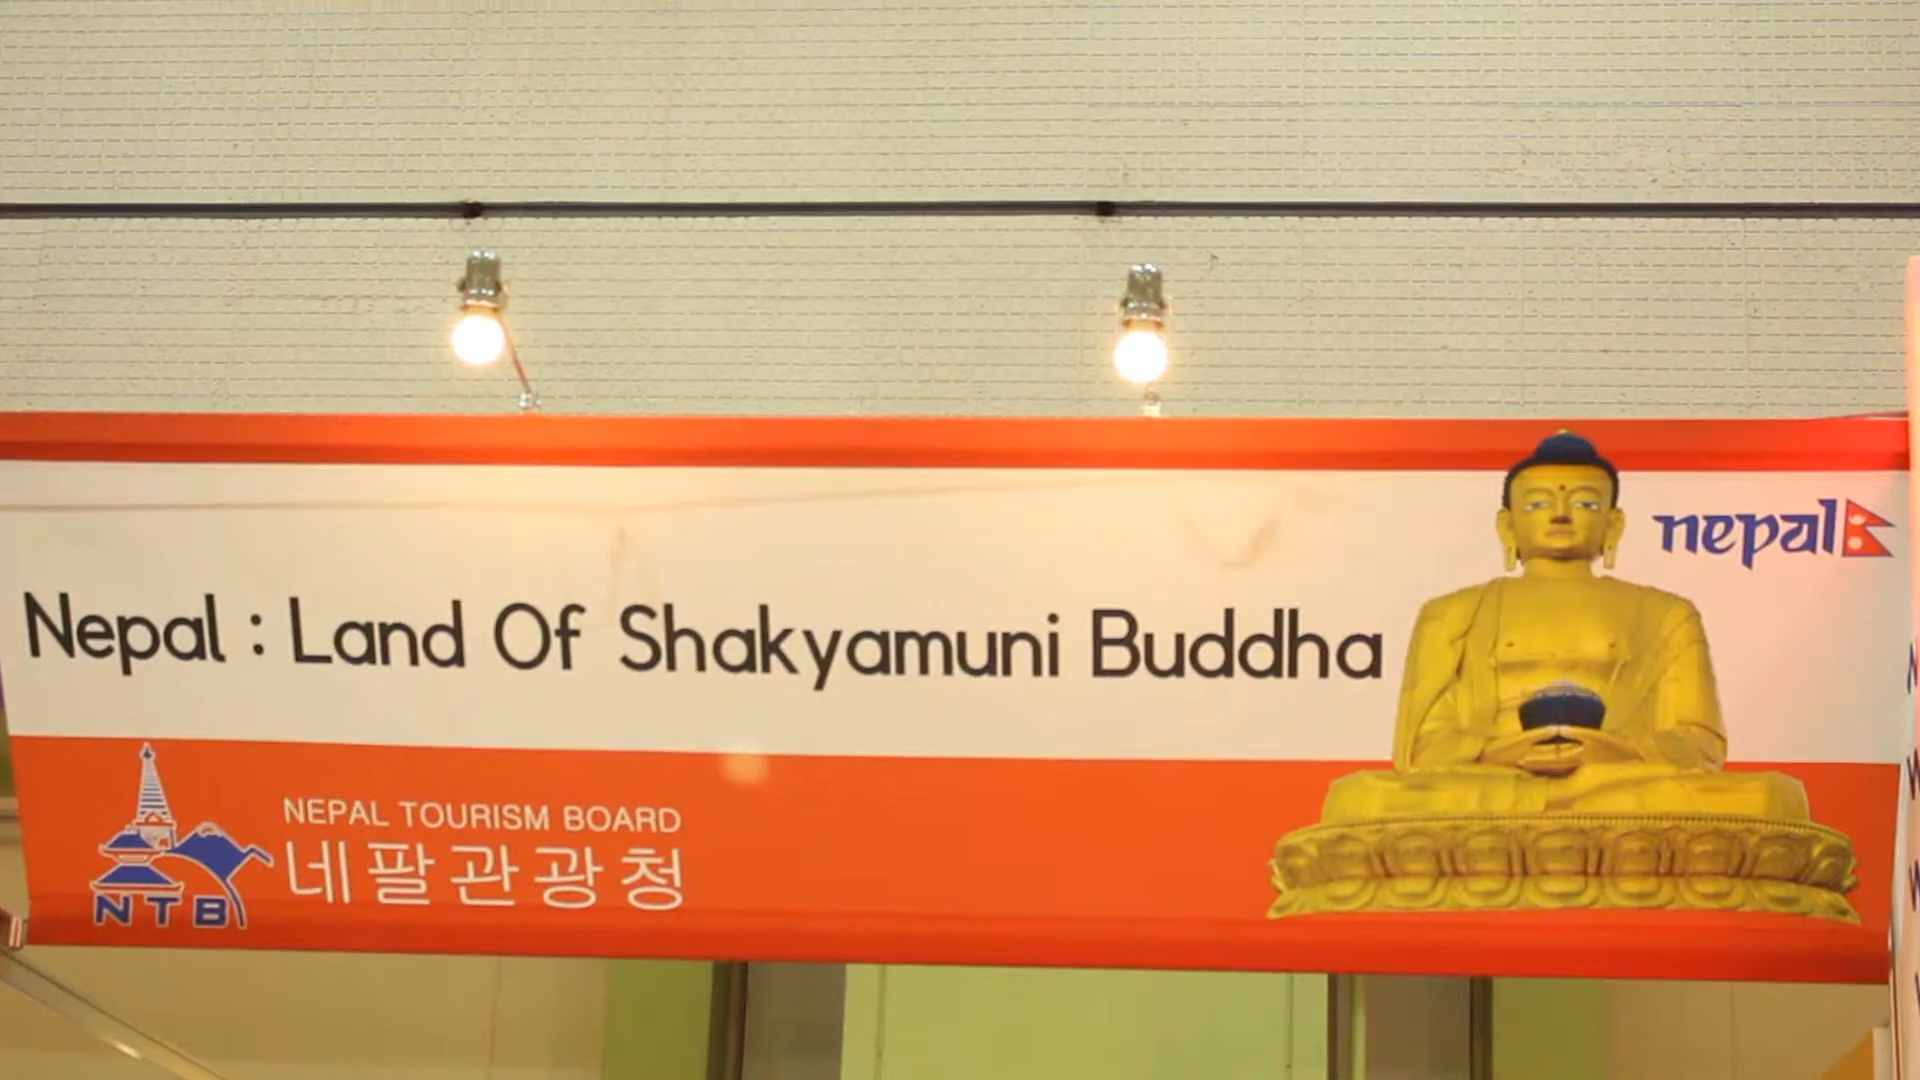 nepal
Nepal : Land Of Shakyamuni Buddha
NEPAL TOURISM BOARD
네팔관광청
NTB